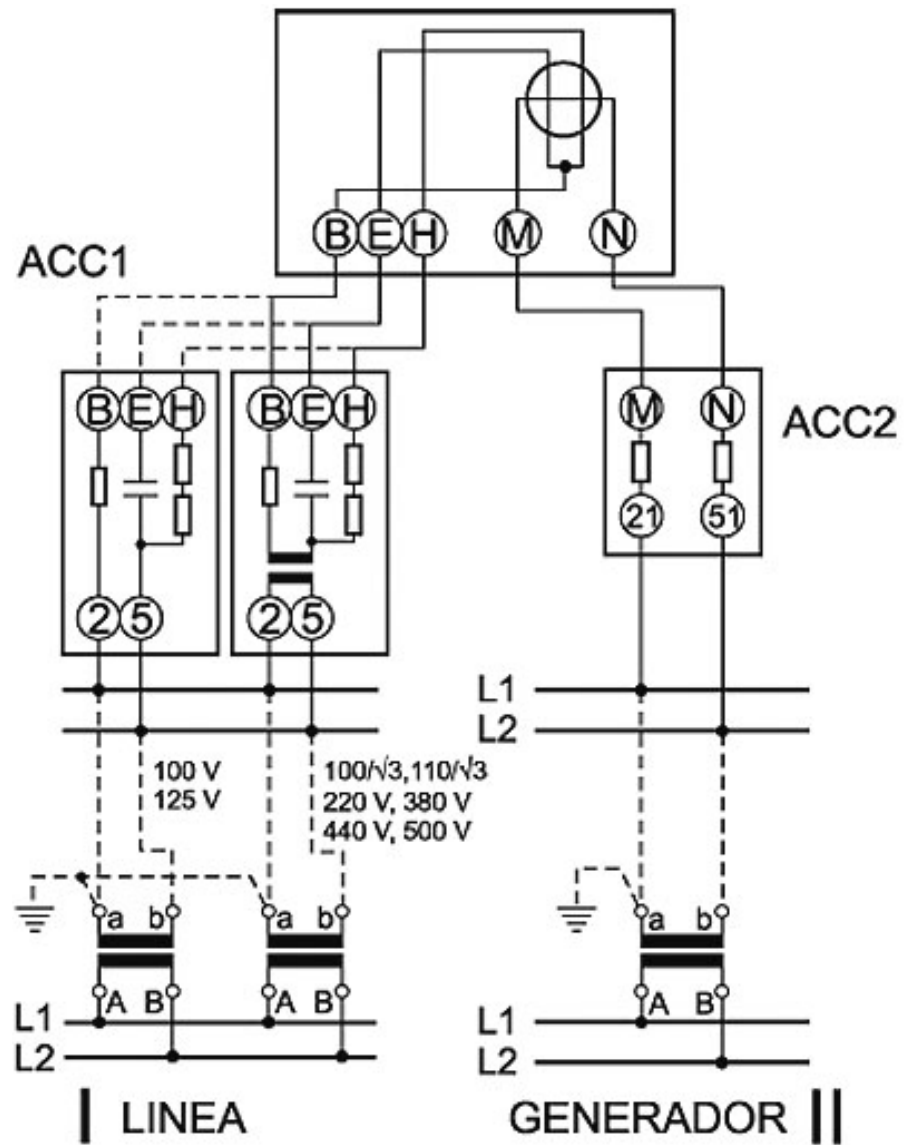 B E H M N
ACC1
B E H B E H M N
ACC2
21 51
2 5 2 5
L1
L2
100 V
125 V
100/√3, 110/√3
220 V, 380 V
440 V, 500 V
a b a b a b
A B A B A B
L1 L1
L2 L2
I LINEA GENERADOR II